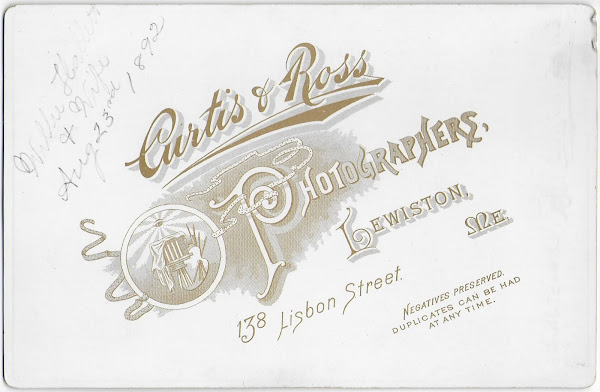 & Wife
Aug 23rd 1892
Curtis & Ross
PHOTOGRAPHERS,
LEWISTON, ME.
138 Lisbon Street.
NEGATIVES PRESERVED.
DUPLICATES CAN BE HAD
AT ANY TIME.